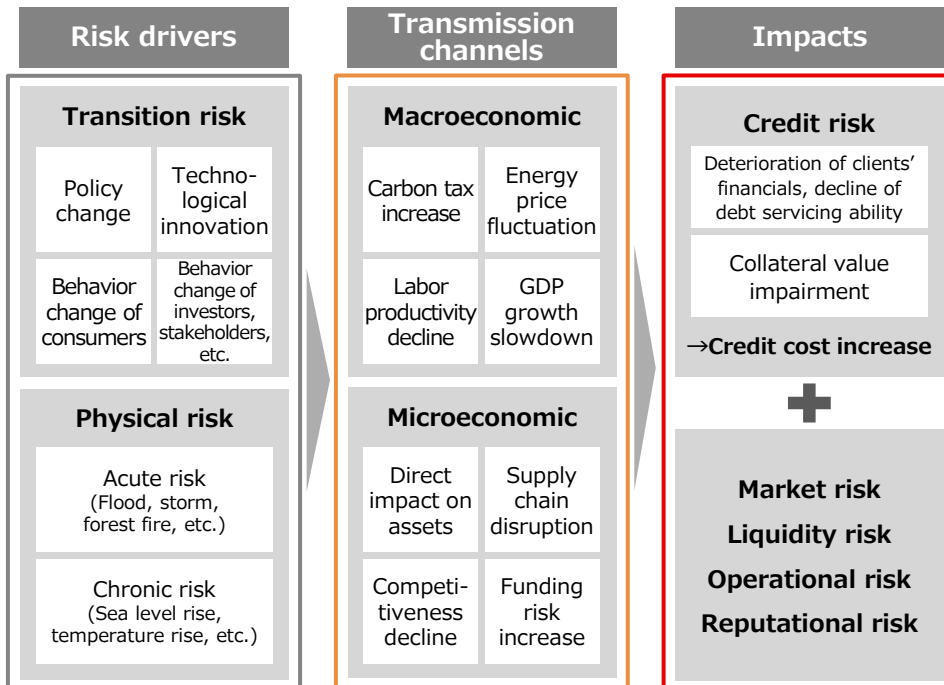 Risk drivers
Transition risk
Policy
change
Techno-
logical
innovation
Behavior
change of
consumers
Behavior
change of
investors,
stakeholders,
etc.
Physical risk
Acute risk
(Flood, storm,
forest fire, etc.)
Chronic risk
(Sea level rise,
temperature rise, etc.)
Transmission
channels
Macroeconomic
Carbon tax
increase
Energy
price
fluctuation
Labor
productivity
decline
GDP
growth
slowdown
Microeconomic
Direct
impact on
assets
Supply
chain
disruption
Competi-
tiveness
decline
Funding
risk
increase
Impacts
Credit risk
Deterioration of clients’
financials, decline of
debt servicing ability
Collateral value
impairment
→Credit cost increase
Market risk
Liquidity risk
Operational risk
Reputational risk